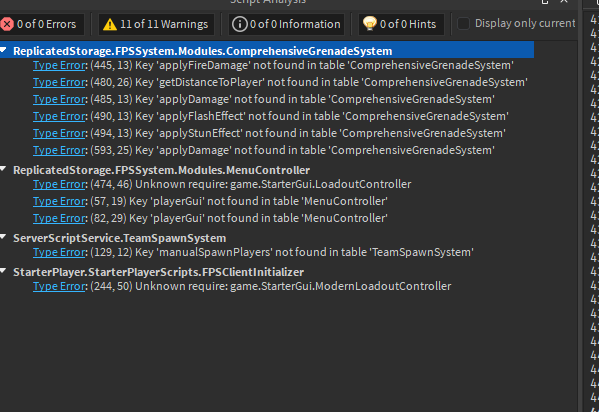 Script Analysis
0 of 0 Errors
11 of 11 Warnings
0 of 0 Information
0 of 0 Hints
Display only current
ReplicatedStorage.FPSSystem.Modules.ComprehensiveGrenadeSystem
Type Error: (445, 13) Key 'applyFireDamage' not found in table 'ComprehensiveGrenadeSystem'
Type Error: (480, 26) Key 'getDistanceToPlayer' not found in table 'ComprehensiveGrenadeSystem'
Type Error: (485, 13) Key 'applyDamage' not found in table 'ComprehensiveGrenadeSystem'
Type Error: (490, 13) Key 'applyFlashEffect' not found in table 'ComprehensiveGrenadeSystem'
Type Error: (494, 13) Key 'applyStunEffect' not found in table 'ComprehensiveGrenadeSystem'
Type Error: (593, 25) Key 'applyDamage' not found in table 'ComprehensiveGrenadeSystem'
ReplicatedStorage.FPSSystem.Modules.MenuController
Type Error: (474, 46) Unknown require: game.StarterGui.LoadoutController
Type Error: (57, 19) Key 'playerGui' not found in table 'MenuController'
Type Error: (82, 29) Key 'playerGui' not found in table 'MenuController'
ServerScriptService.TeamSpawnSystem
Type Error: (129, 12) Key 'manualSpawnPlayers' not found in table 'TeamSpawnSystem'
StarterPlayer.StarterPlayerScripts.FPSClientInitializer
Type Error: (244, 50) Unknown require: game.StarterGui.ModernLoadoutController